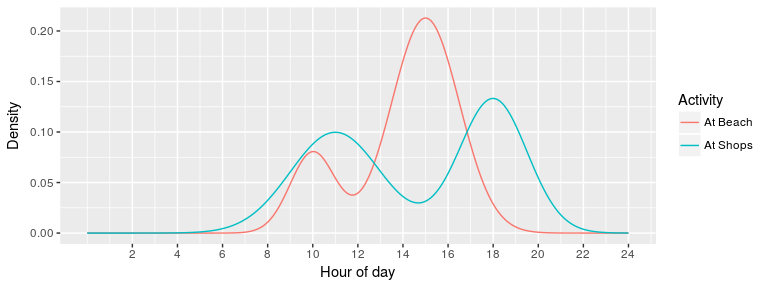 0.20
0.15
0.10
0.05
0.00
Density
2 4 6 8 10 12 14 16 18 20 22 24
Hour of day
Activity
At Beach
At Shops